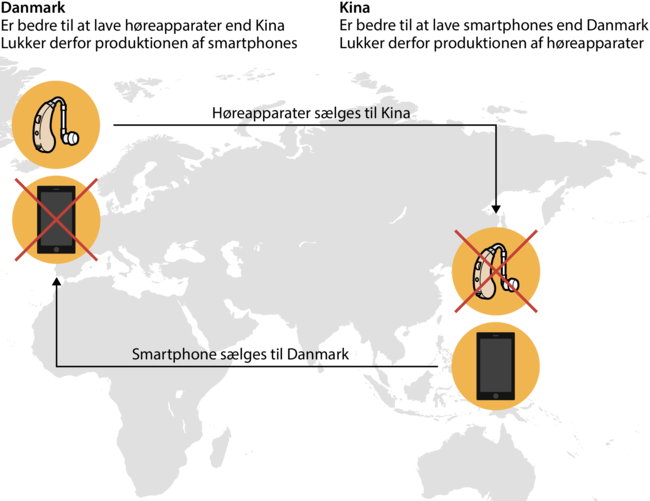 Danmark
Er bedre til at lave høreapparater end Kina
Lukker derfor produktionen af smartphones
Kina
Er bedre til at lave smartphones end Danmark
Lukker derfor produktionen af høreapparater
Høreapparater sælges til Kina
Smartphone sælges til Danmark